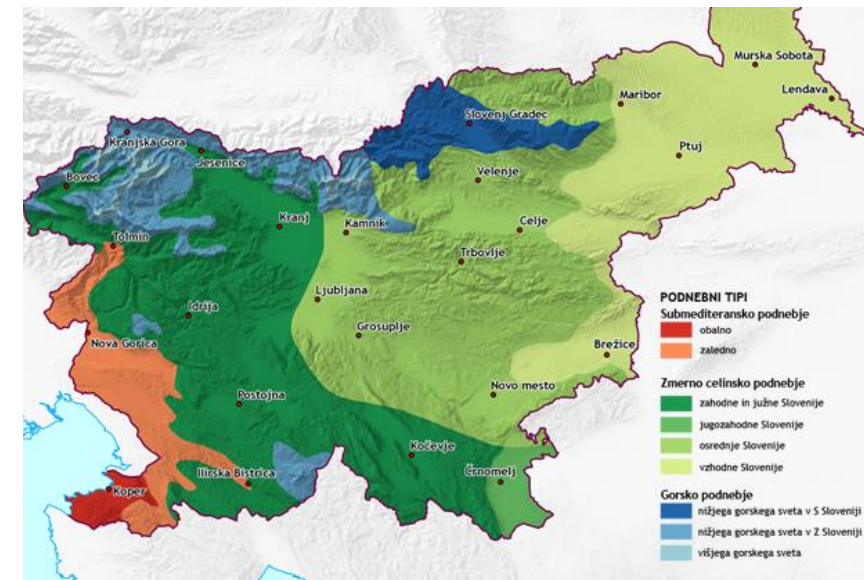 Murska Sobota
Lendava
Maribor
Slovenj Gradec
Kranjska Gora
Jesenice
Ptuj
Bovec
Velenje
Kranj
Kamnik
Celje
Tolmin
Trbovlje
Ljubljana
Idrija
Grosuplje
Nova Gorica
Brežice
Novo mesto
Postojna
Kočevje
Ilirska Bistrica
Črnomelj
Koper
PODNEBNI TIPI
Submediteransko podnebje
obalno
zaledno
Zmerno celinsko podnebje
zahodne in južne Slovenije
jugozahodne Slovenije
osrednje Slovenije
vzhodne Slovenije
Gorsko podnebje
nižjega gorskega sveta v S Sloveniji
nižjega gorskega sveta v Z Sloveniji
višjega gorskega sveta